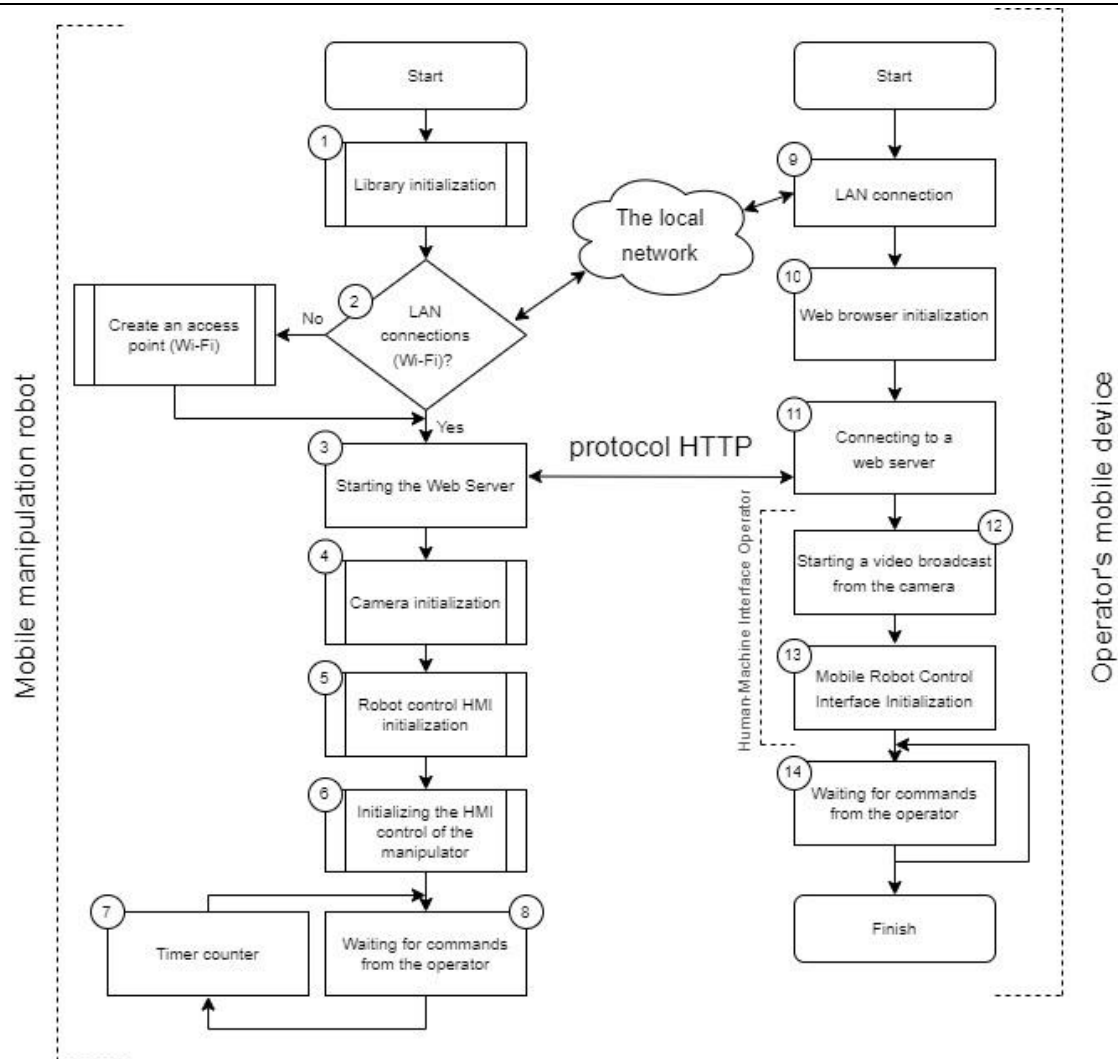 Mobile manipulation robot
Start
1
Library initialization
2
LAN
connections
(Wi-Fi)?
No
Create an access
point (Wi-Fi)
Yes
3
Starting the Web Server
4
Camera initialization
5
Robot control HMI
initialization
6
Initializing the HMI
control of the
manipulator
7
Timer counter
8
Waiting for commands
from the operator
The local
network
protocol HTTP
Start
9
LAN connection
10
Web browser initialization
11
Connecting to a
web server
Human-Machine Interface Operator
12
Starting a video broadcast
from the camera
13
Mobile Robot Control
Interface Initialization
14
Waiting for commands
from the operator
Finish
Operator's mobile device